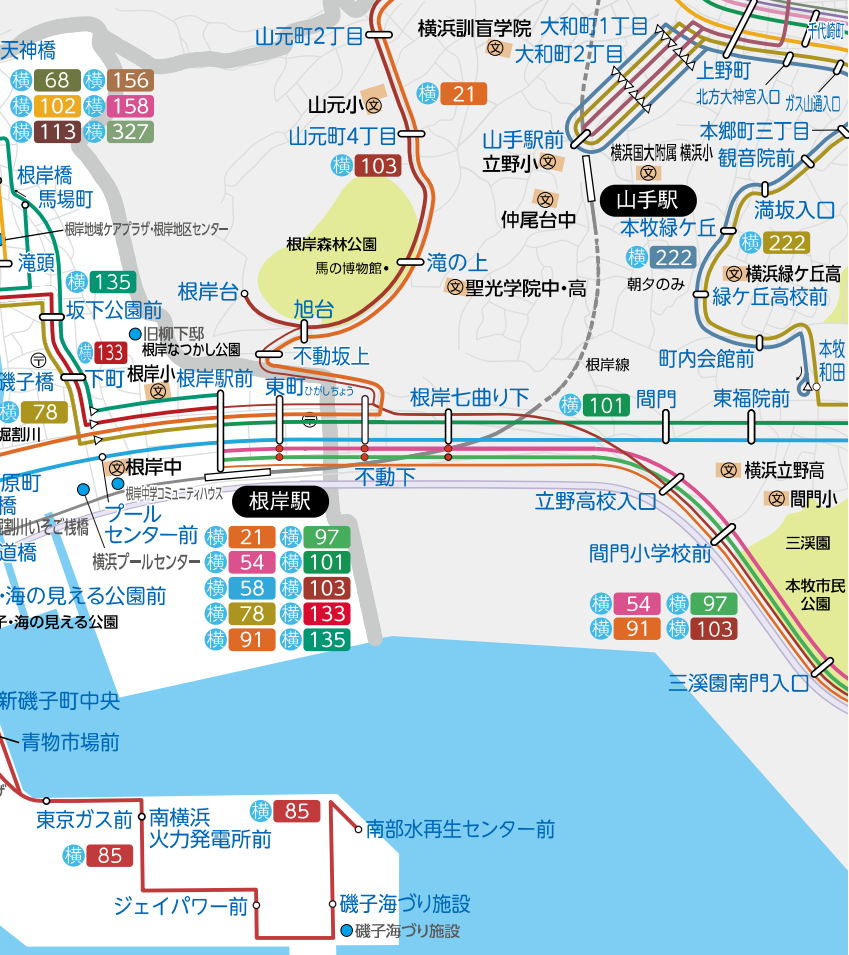 山元町2丁目
横浜訓盲学院
大和町1丁目
大和町2丁目
千代崎町
天神橋
横 68 横 156
横 102 横 158
横 113 横 327
上野町
北方大神宮入口
ガス山通入口
横 21
山元小文
山元町4丁目
本郷町三丁目
山手駅前
横浜国大附属 横浜小
観音院前
立野小文
横 103
根岸橋
馬場町
山手駅
満坂入口
仲尾台中
本牧緑ケ丘
根岸地域ケアプラザ・根岸地区センター
横 222
横 222
根岸森林公園
滝頭
馬の博物館
滝の上
朝夕のみ
文横浜緑ケ丘高
横 135
根岸台
文聖光学院中・高
緑ケ丘高校前
坂下公園前
旭台
旧柳下邸
横 133
根岸なつかし公園
不動坂上
根岸線
町内会館前
本牧
和田
磯子橋
下町
根岸小
根岸駅前
東町ひがしちょう
根岸七曲り下
横 101
間門
東福院前
横 78
堀割川
文根岸中
文横浜立野高
原町
根岸中学コミュニティハウス
不動下
立野高校入口
文間門小
橋
根岸駅
プール
センター前
堀割川いそご桟橋
道橋
横浜プールセンター
間門小学校前
三溪園
横 21 横 97
横 54 横 101
横 58 横 103
横 78 横 133
横 91 横 135
本牧市民
公園
・海の見える公園前
子・海の見える公園
横 54 横 97
横 91 横 103
三溪園南門入口
新磯子町中央
青物市場前
東京ガス前
南横浜
火力発電所前
横 85
南部水再生センター前
横 85
ジェイパワー前
磯子海づり施設
磯子海づり施設